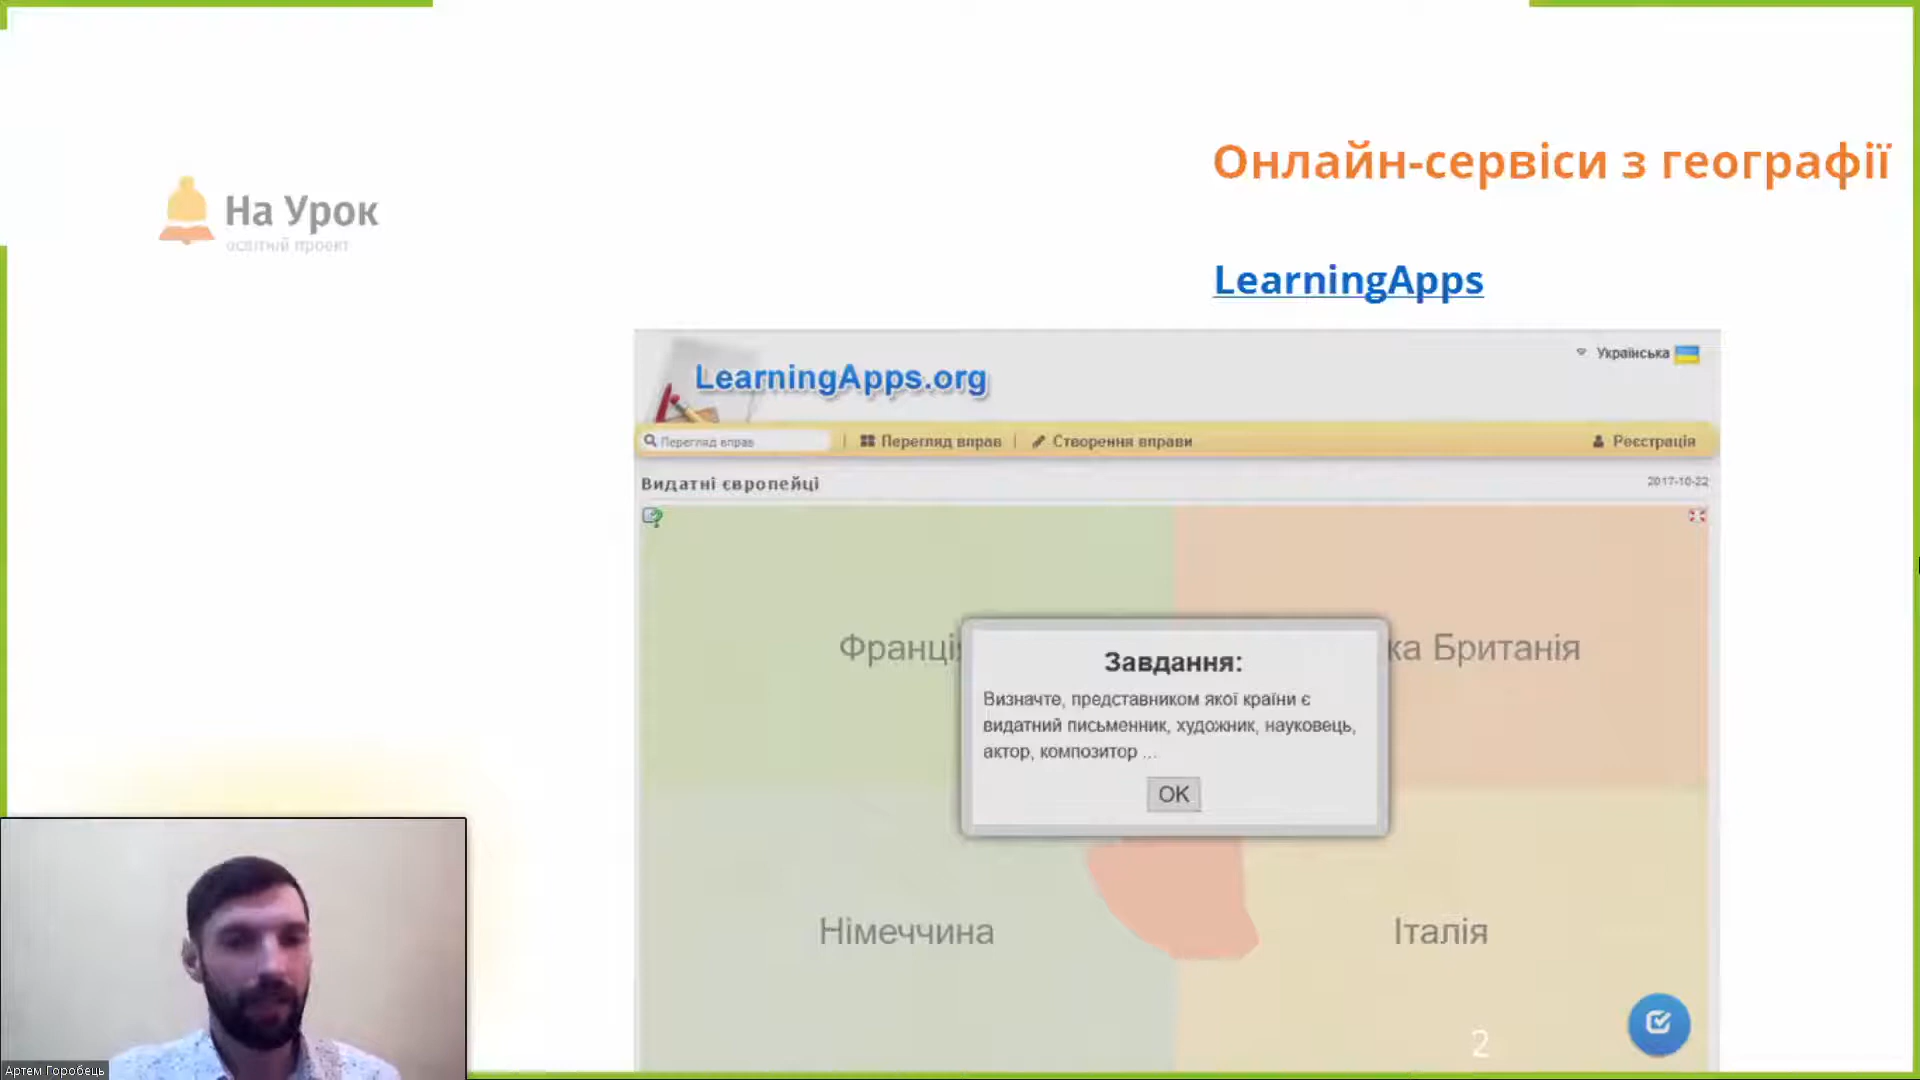 Онлайн-сервіси з географії
На Урок
освітній проект
LearningApps
Українська
LearningApps.org
Перегляд вправ
Перегляд вправ
Створення вправи
Реєстрація
Видатні європейці
2017-10-22
Франці
ка Британія
Завдання:
Визначте, представником якої країни є
видатний письменник, художник, науковець,
актор, композитор ...
OK
Німеччина
Італія
2
Артем Горобець